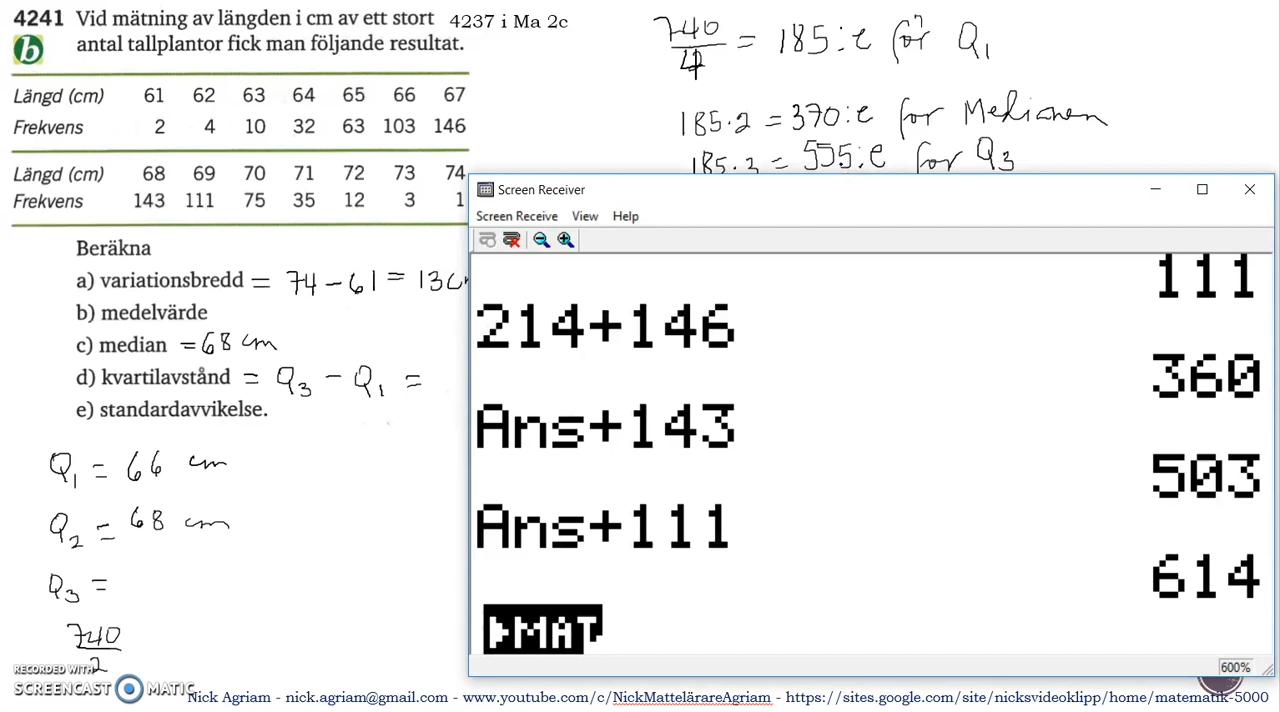 4241 Vid mätning av längden i cm av ett stort 4237 i Ma 2c
b antal tallplantor fick man följande resultat.
Längd (cm) 61 62 63 64 65 66 67
Frekvens 2 4 10 32 63 103 146
Längd (cm) 68 69 70 71 72 73 74
Frekvens 143 111 75 35 12 3 1
Beräkna
a) variationsbredd = 74 - 61 = 13 cm
b) medelvärde
c) median = 68 cm
d) kvartilavstånd = Q3 - Q1 =
e) standardavvikelse.
Q1 = 66 cm
Q2 = 68 cm
Q3 =
740
2
740
4 = 185:e för Q1
185·2 = 370:e for Medianen
185·3 = 555:e for Q3
Screen Receiver
Screen Receive View Help
111
214+146
360
Ans+143
503
Ans+111
614
▶MAT
600%
RECORDED WITH
SCREENCAST MATIC
Nick Agriam - nick.agriam@gmail.com - www.youtube.com/c/NickMattelärareAgriam - https://sites.google.com/site/nicksvideoklipp/home/matematik-5000